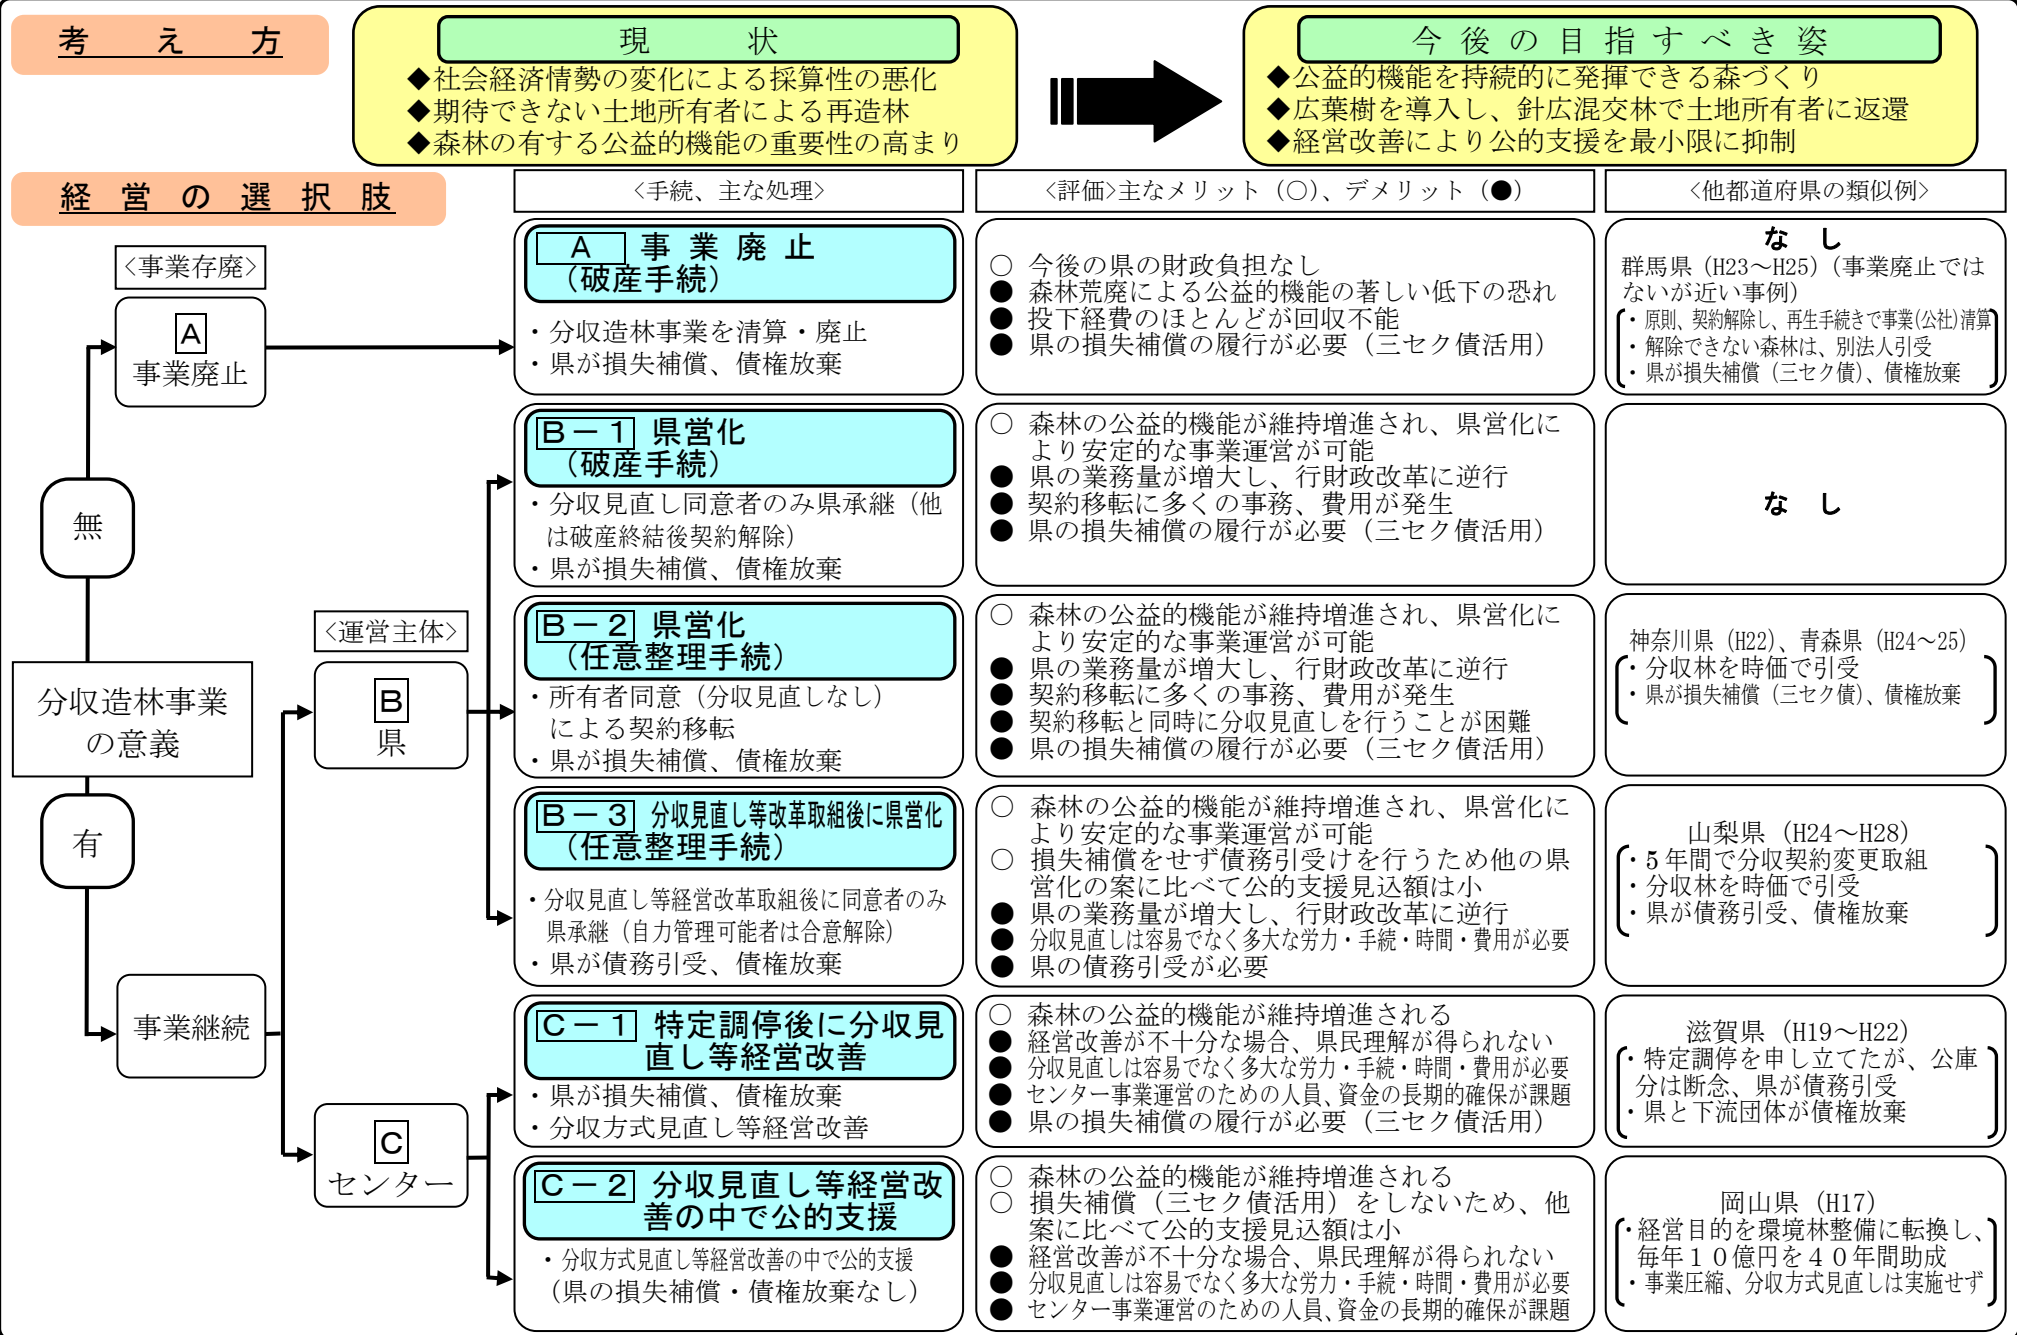 考え方
現状
◆社会経済情勢の変化による採算性の悪化
◆期待できない土地所有者による再造林
◆森林の有する公益的機能の重要性の高まり
今後の目指すべき姿
◆公益的機能を持続的に発揮できる森づくり
◆広葉樹を導入し、針広混交林で土地所有者に返還
◆経営改善により公的支援を最小限に抑制
経営の選択肢
<手続、主な処理>
<評価>主なメリット（○）、デメリット（●）
<他都道府県の類似例>
<事業存廃>
A
事業廃止
無
分収造林事業
の意義
有
事業継続
<運営主体>
B
県
C
センター
A 事業廃止
（破産手続）
・分収造林事業を清算・廃止
・県が損失補償、債権放棄
○ 今後の県の財政負担なし
● 森林荒廃による公益的機能の著しい低下の恐れ
● 投下経費のほとんどが回収不能
● 県の損失補償の履行が必要（三セク債活用）
なし
群馬県（H23～H25）（事業廃止では
ないが近い事例）
・原則、契約解除し、再生手続きで事業(公社)清算
・解除できない森林は、別法人引受
・県が損失補償（三セク債）、債権放棄
B－1 県営化
（破産手続）
・分収見直し同意者のみ県承継（他
は破産終結後契約解除）
・県が損失補償、債権放棄
○ 森林の公益的機能が維持増進され、県営化に
より安定的な事業運営が可能
● 県の業務量が増大し、行財政改革に逆行
● 契約移転に多くの事務、費用が発生
● 県の損失補償の履行が必要（三セク債活用）
なし
B－2 県営化
（任意整理手続）
・所有者同意（分収見直しなし）
による契約移転
・県が損失補償、債権放棄
○ 森林の公益的機能が維持増進され、県営化に
より安定的な事業運営が可能
● 県の業務量が増大し、行財政改革に逆行
● 契約移転に多くの事務、費用が発生
● 契約移転と同時に分収見直しを行うことが困難
● 県の損失補償の履行が必要（三セク債活用）
神奈川県（H22）、青森県（H24～25）
・分収林を時価で引受
・県が損失補償（三セク債）、債権放棄
B－3 分収見直し等改革取組後に県営化
（任意整理手続）
・分収見直し等経営改革取組後に同意者のみ
県承継（自力管理可能者は合意解除）
・県が債務引受、債権放棄
○ 森林の公益的機能が維持増進され、県営化に
より安定的な事業運営が可能
○ 損失補償をせず債務引受けを行うため他の県
営化の案に比べて公的支援見込額は小
● 県の業務量が増大し、行財政改革に逆行
● 分収見直しは容易でなく多大な労力・手続・時間・費用が必要
● 県の債務引受が必要
山梨県（H24～H28）
・5年間で分収契約変更取組
・分収林を時価で引受
・県が債務引受、債権放棄
C－1 特定調停後に分収見
直し等経営改善
・県が損失補償、債権放棄
・分収方式見直し等経営改善
○ 森林の公益的機能が維持増進される
● 経営改善が不十分な場合、県民理解が得られない
● 分収見直しは容易でなく多大な労力・手続・時間・費用が必要
● センター事業運営のための人員、資金の長期的確保が課題
● 県の損失補償の履行が必要（三セク債活用）
滋賀県（H19～H22）
・特定調停を申し立てたが、公庫
分は断念、県が債務引受
・県と下流団体が債権放棄
C－2 分収見直し等経営改
善の中で公的支援
・分収方式見直し等経営改善の中で公的支援
（県の損失補償・債権放棄なし）
○ 森林の公益的機能が維持増進される
○ 損失補償（三セク債活用）をしないため、他
案に比べて公的支援見込額は小
● 経営改善が不十分な場合、県民理解が得られない
● 分収見直しは容易でなく多大な労力・手続・時間・費用が必要
● センター事業運営のための人員、資金の長期的確保が課題
岡山県（H17）
・経営目的を環境林整備に転換し、
毎年１０億円を４０年間助成
・事業圧縮、分収方式見直しは実施せず